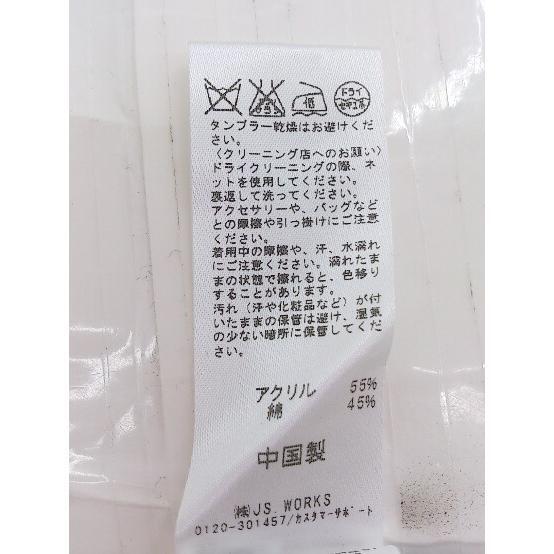 低 ドライ セキユ系
タンブラー乾燥はお避けくだ
さい。
〈クリーニング店へのお願い〉
ドライクリーニングの際、ネ
ットを使用してください。
裏返して洗ってください。
アクセサリーや、バッグなど
との摩擦や引っ掛けにご注意
ください。
着用中の摩擦や、汗、水濡れ
にご注意ください。濡れたま
まの状態で擦れると、色移り
することがあります。
汚れ（汗や化粧品など）が付
いたままの保管は避け、湿気
の少ない暗所に保管してくだ
さい。
アクリル 55%
綿 45%
中国製
㈱JS. WORKS
0120-301457/カスタマーサポート